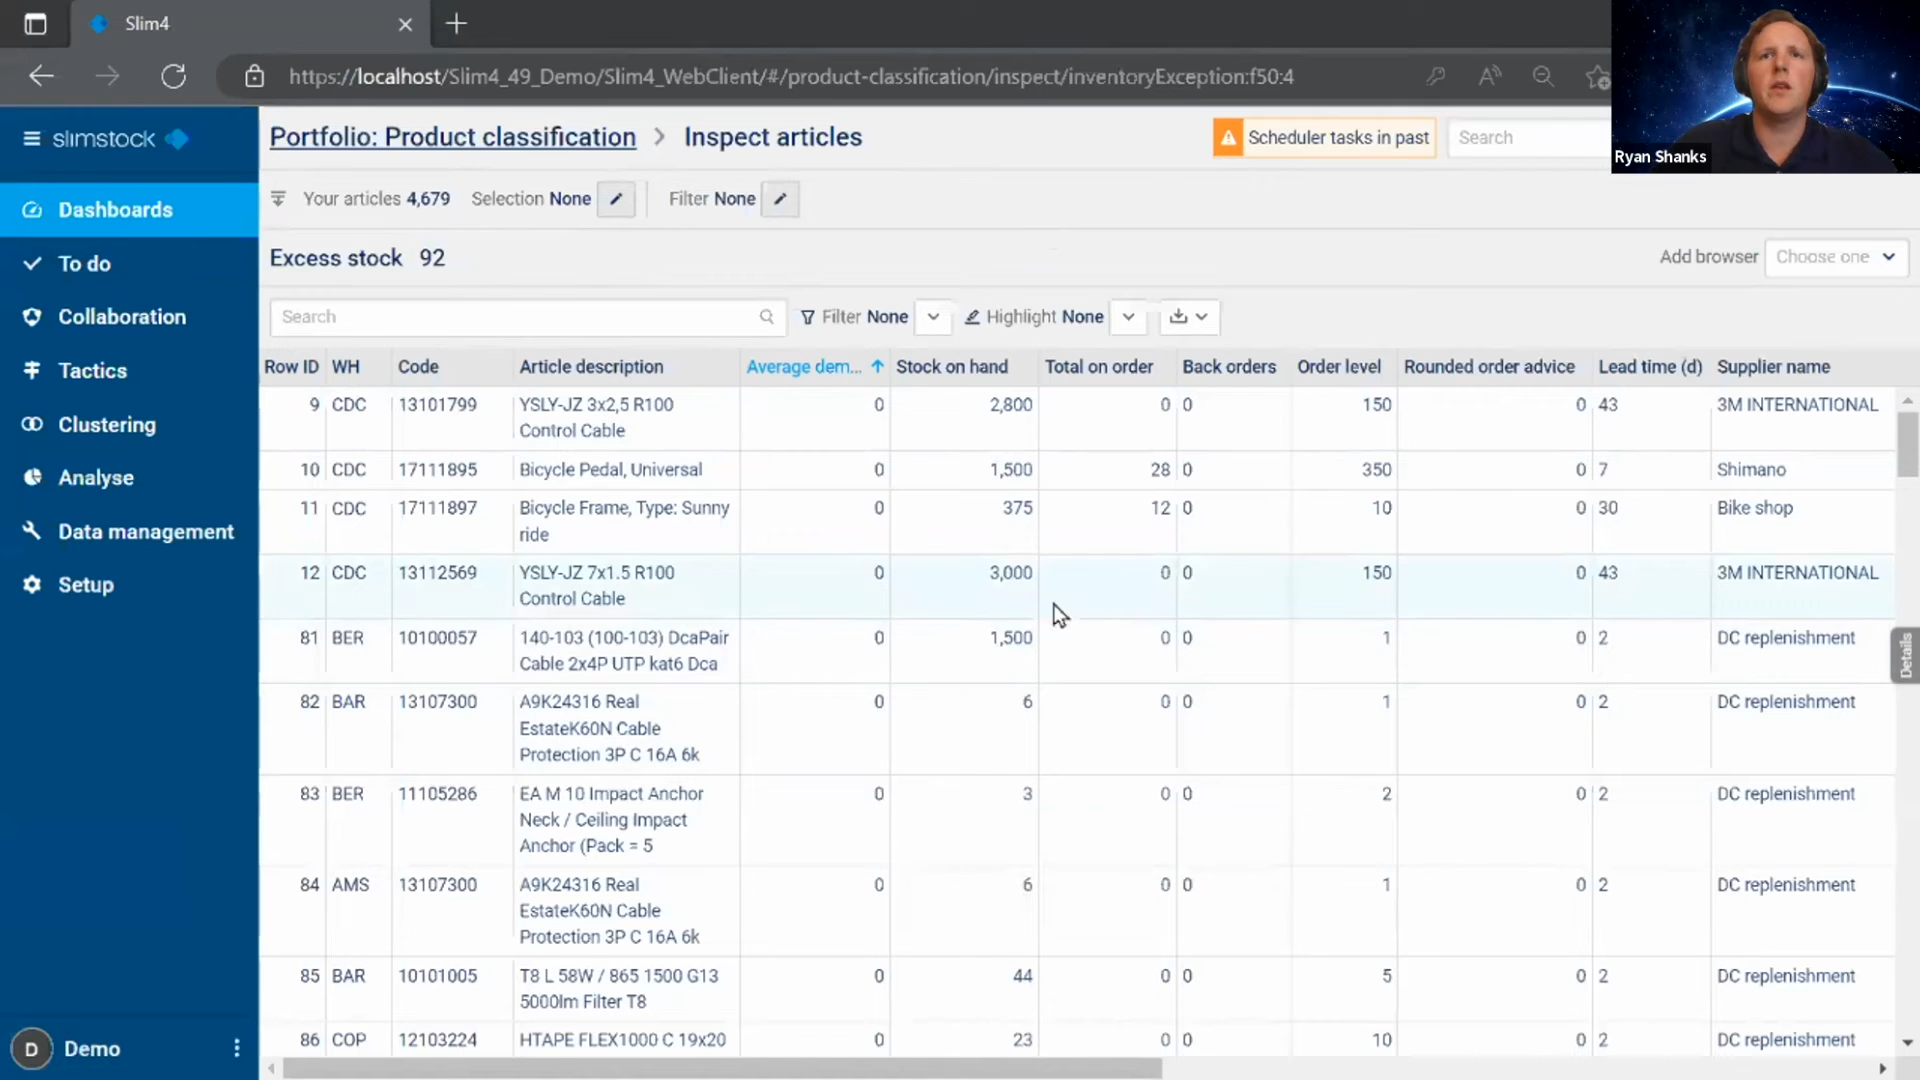 Slim4
https://localhost/Slim4_49_Demo/Slim4_WebClient/#/product-classification/inspect/inventoryException:f50:4
slimstock
Portfolio: Product classification > Inspect articles
Scheduler tasks in past
Search
Ryan Shanks
Your articles 4,679 Selection None Filter None
Dashboards
To do
Collaboration
Tactics
Clustering
Analyse
Data management
Setup
D Demo
Excess stock 92
Add browser Choose one
Search Filter None Highlight None
Row ID WH Code Article description Average dem... Stock on hand Total on order Back orders Order level Rounded order advice Lead time (d) Supplier name
9 CDC 13101799 YSLY-JZ 3x2,5 R100 0 2,800 0 0 150 0 43 3M INTERNATIONAL
Control Cable
10 CDC 17111895 Bicycle Pedal, Universal 0 1,500 28 0 350 0 7 Shimano
11 CDC 17111897 Bicycle Frame, Type: Sunny 0 375 12 0 10 0 30 Bike shop
ride
12 CDC 13112569 YSLY-JZ 7x1.5 R100 0 3,000 0 0 150 0 43 3M INTERNATIONAL
Control Cable
81 BER 10100057 140-103 (100-103) DcaPair 0 1,500 0 0 1 0 2 DC replenishment
Cable 2x4P UTP kat6 Dca
82 BAR 13107300 A9K24316 Real 0 6 0 0 1 0 2 DC replenishment
EstateK60N Cable
Protection 3P C 16A 6k
83 BER 11105286 EA M 10 Impact Anchor 0 3 0 0 2 0 2 DC replenishment
Neck / Ceiling Impact
Anchor (Pack = 5
84 AMS 13107300 A9K24316 Real 0 6 0 0 1 0 2 DC replenishment
EstateK60N Cable
Protection 3P C 16A 6k
85 BAR 10101005 T8 L 58W / 865 1500 G13 0 44 0 0 5 0 2 DC replenishment
5000lm Filter T8
86 COP 12103224 HTAPE FLEX1000 C 19x20 0 23 0 0 10 0 2 DC replenishment
Details